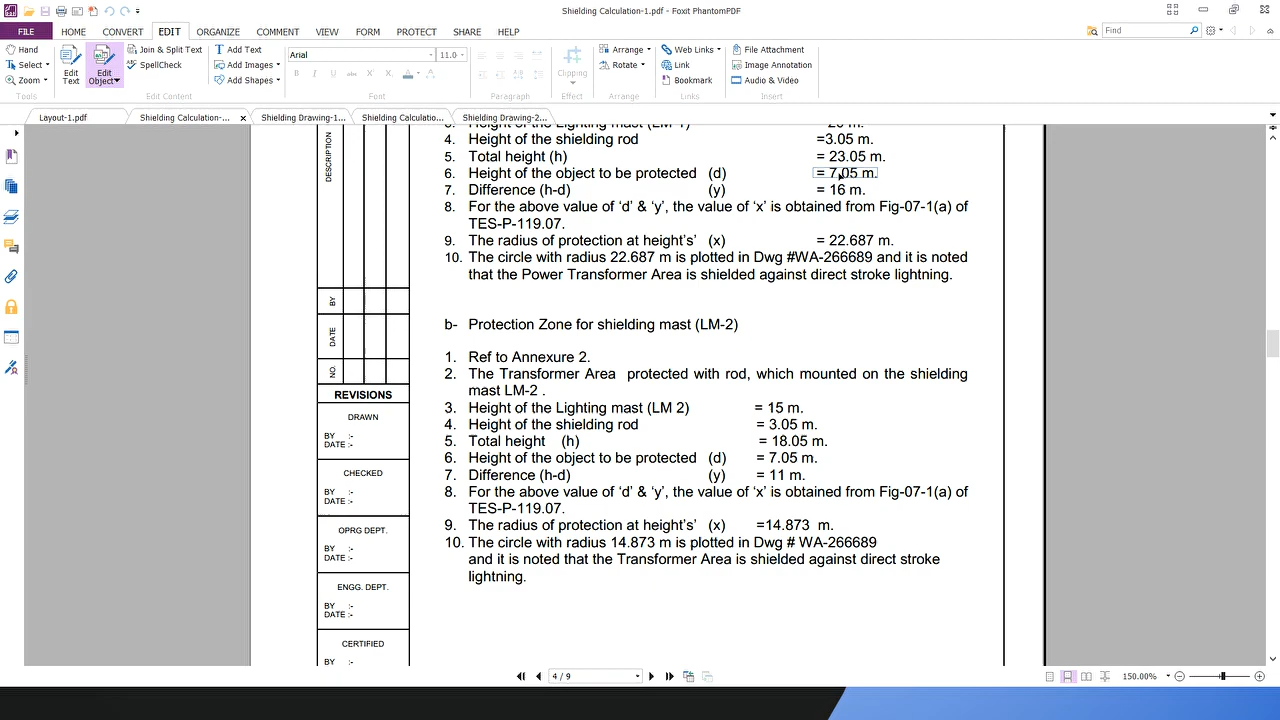 Shielding Calculation-1.pdf - Foxit PhantomPDF
FILE HOME CONVERT EDIT ORGANIZE COMMENT VIEW FORM PROTECT SHARE HELP
Find
Hand
Select
Zoom
Tools
Edit Text
Edit Object
Join & Split Text
SpellCheck
Add Text
Add Images
Add Shapes
Edit Content
Arial 11.0
B I U abc X X A
Font
Paragraph
Clipping
Effect
Arrange
Rotate
Arrange
Web Links
Link
Bookmark
Links
File Attachment
Image Annotation
Audio & Video
Insert
Layout-1.pdf
Shielding Calculation-...
Shielding Drawing-1...
Shielding Calculatio...
Shielding Drawing-2...
DESCRIPTION
BY
DATE
NO.
REVISIONS
DRAWN
BY :-
DATE :-
CHECKED
BY :-
DATE :-
OPRG DEPT.
BY :-
DATE :-
ENGG. DEPT.
BY :-
DATE :-
CERTIFIED
BY :-
4. Height of the shielding rod =3.05 m.
5. Total height (h) = 23.05 m.
6. Height of the object to be protected (d) = 7.05 m.
7. Difference (h-d) (y) = 16 m.
8. For the above value of ‘d’ & ‘y’, the value of ‘x’ is obtained from Fig-07-1(a) of
TES-P-119.07.
9. The radius of protection at height’s’ (x) = 22.687 m.
10. The circle with radius 22.687 m is plotted in Dwg #WA-266689 and it is noted
that the Power Transformer Area is shielded against direct stroke lightning.
b- Protection Zone for shielding mast (LM-2)
1. Ref to Annexure 2.
2. The Transformer Area protected with rod, which mounted on the shielding
mast LM-2 .
3. Height of the Lighting mast (LM 2) = 15 m.
4. Height of the shielding rod = 3.05 m.
5. Total height (h) = 18.05 m.
6. Height of the object to be protected (d) = 7.05 m.
7. Difference (h-d) (y) = 11 m.
8. For the above value of ‘d’ & ‘y’, the value of ‘x’ is obtained from Fig-07-1(a) of
TES-P-119.07.
9. The radius of protection at height’s’ (x) =14.873 m.
10. The circle with radius 14.873 m is plotted in Dwg # WA-266689
and it is noted that the Transformer Area is shielded against direct stroke
lightning.
4 / 9
150.00%